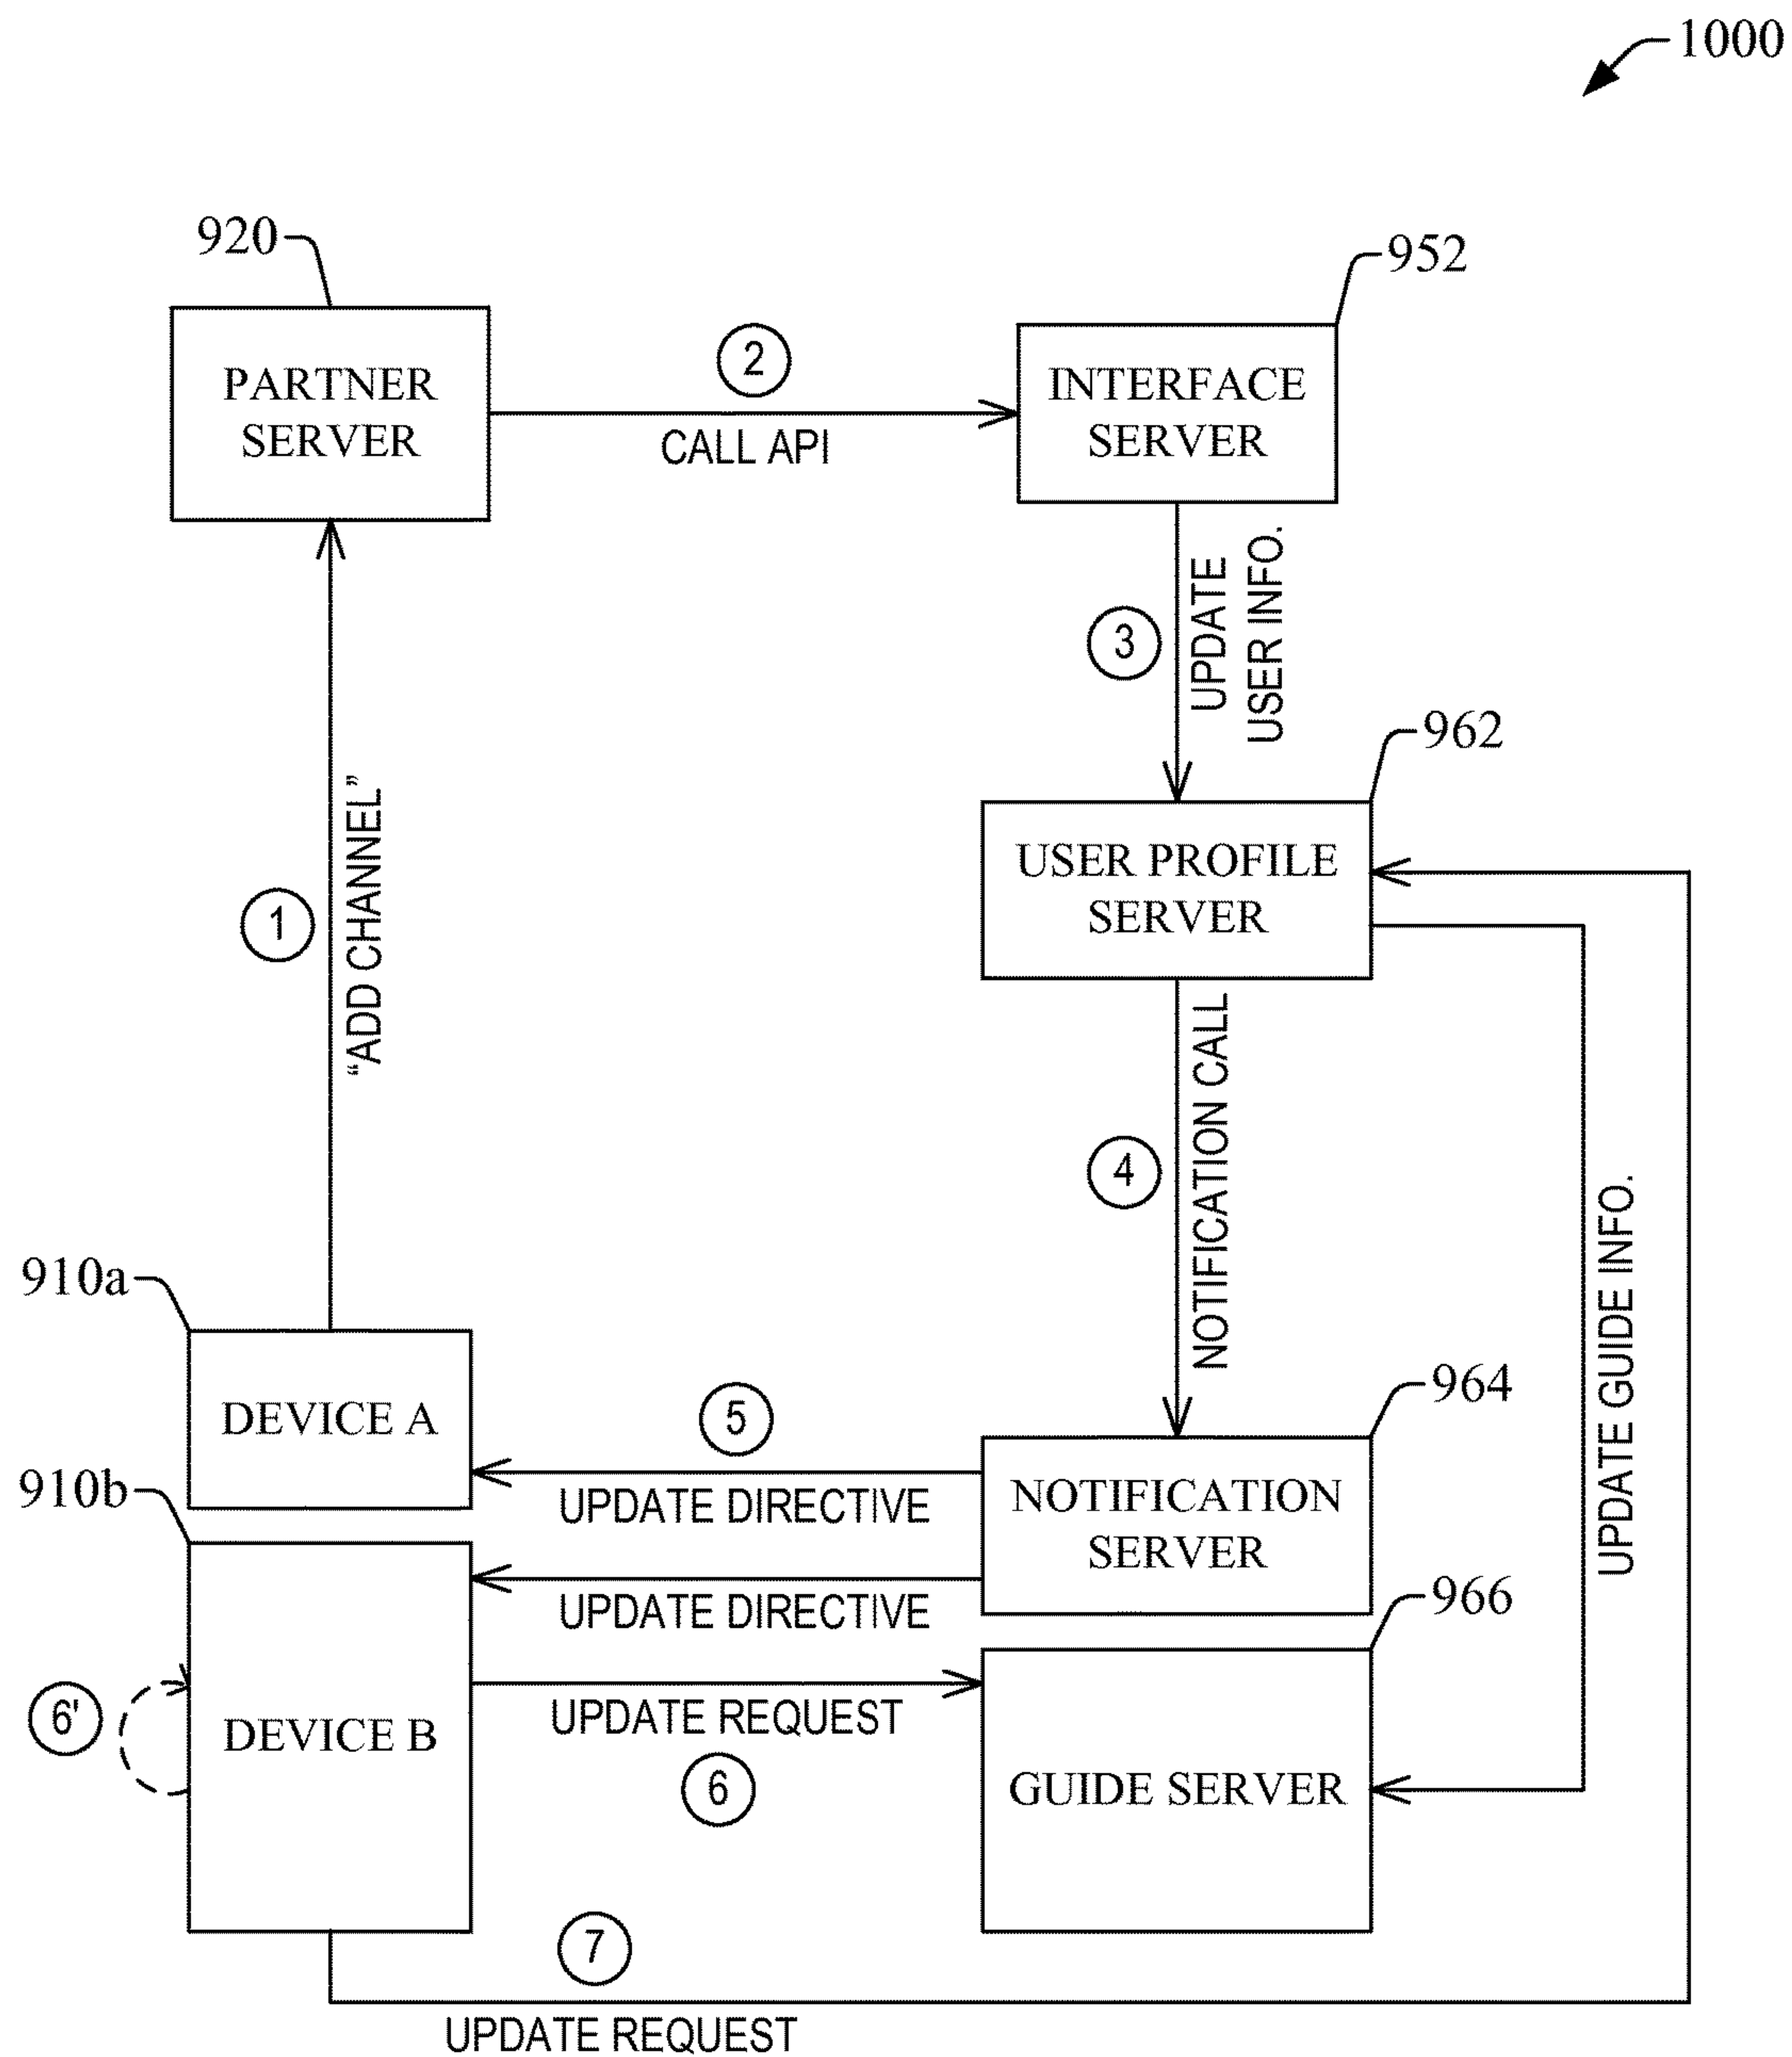 1000
920
952
PARTNER
SERVER
2
CALL API
INTERFACE
SERVER
3
UPDATE
USER INFO.
962
USER PROFILE
SERVER
1
“ADD CHANNEL”
4
NOTIFICATION CALL
UPDATE GUIDE INFO.
910a
DEVICE A
5
UPDATE DIRECTIVE
964
NOTIFICATION
SERVER
910b
UPDATE DIRECTIVE
966
6'
DEVICE B
UPDATE REQUEST
6
GUIDE SERVER
7
UPDATE REQUEST